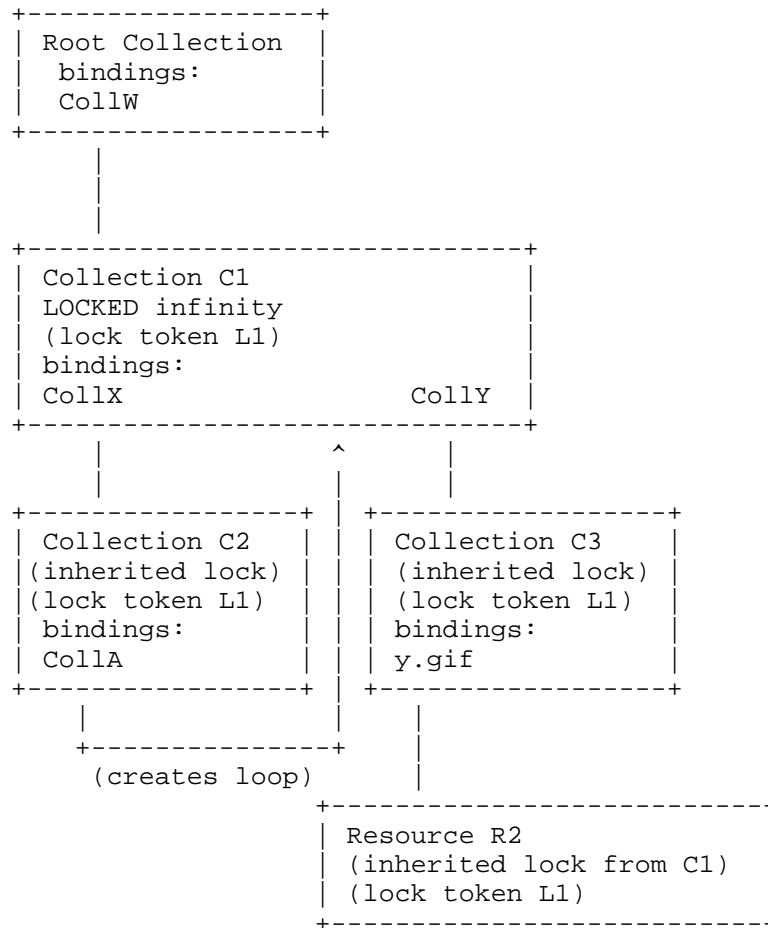 Root Collection
bindings:
CollW
Collection C1
LOCKED infinity
(lock token L1)
bindings:
CollX CollY
Collection C2
(inherited lock)
(lock token L1)
bindings:
CollA
Collection C3
(inherited lock)
(lock token L1)
bindings:
y.gif
(creates loop)
Resource R2
(inherited lock from C1)
(lock token L1)